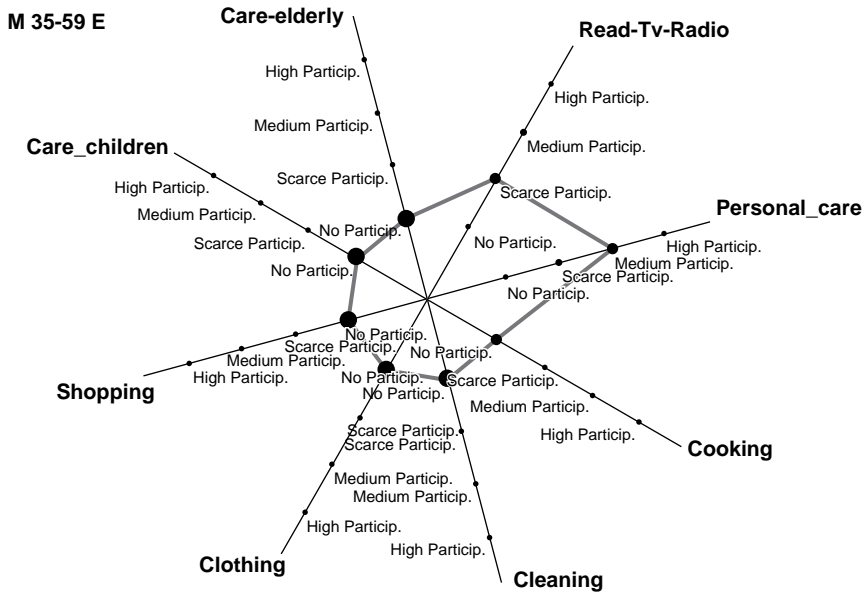 M 35-59 E
Care-elderly
Read-Tv-Radio
High Particip.
High Particip.
Medium Particip.
Medium Particip.
Care_children
High Particip.
Scarce Particip.
Scarce Particip.
Medium Particip.
Personal_care
No Particip.
Scarce Particip.
No Particip.
High Particip.
Medium Particip.
No Particip.
Scarce Particip.
No Particip.
No Particip.
Scarce Particip.
No Particip.
Medium Particip.
High Particip.
No Particip.
Scarce Particip.
Shopping
No Particip.
Medium Particip.
Scarce Particip.
High Particip.
Scarce Particip.
Cooking
Medium Particip.
Medium Particip.
High Particip.
High Particip.
Clothing
Cleaning